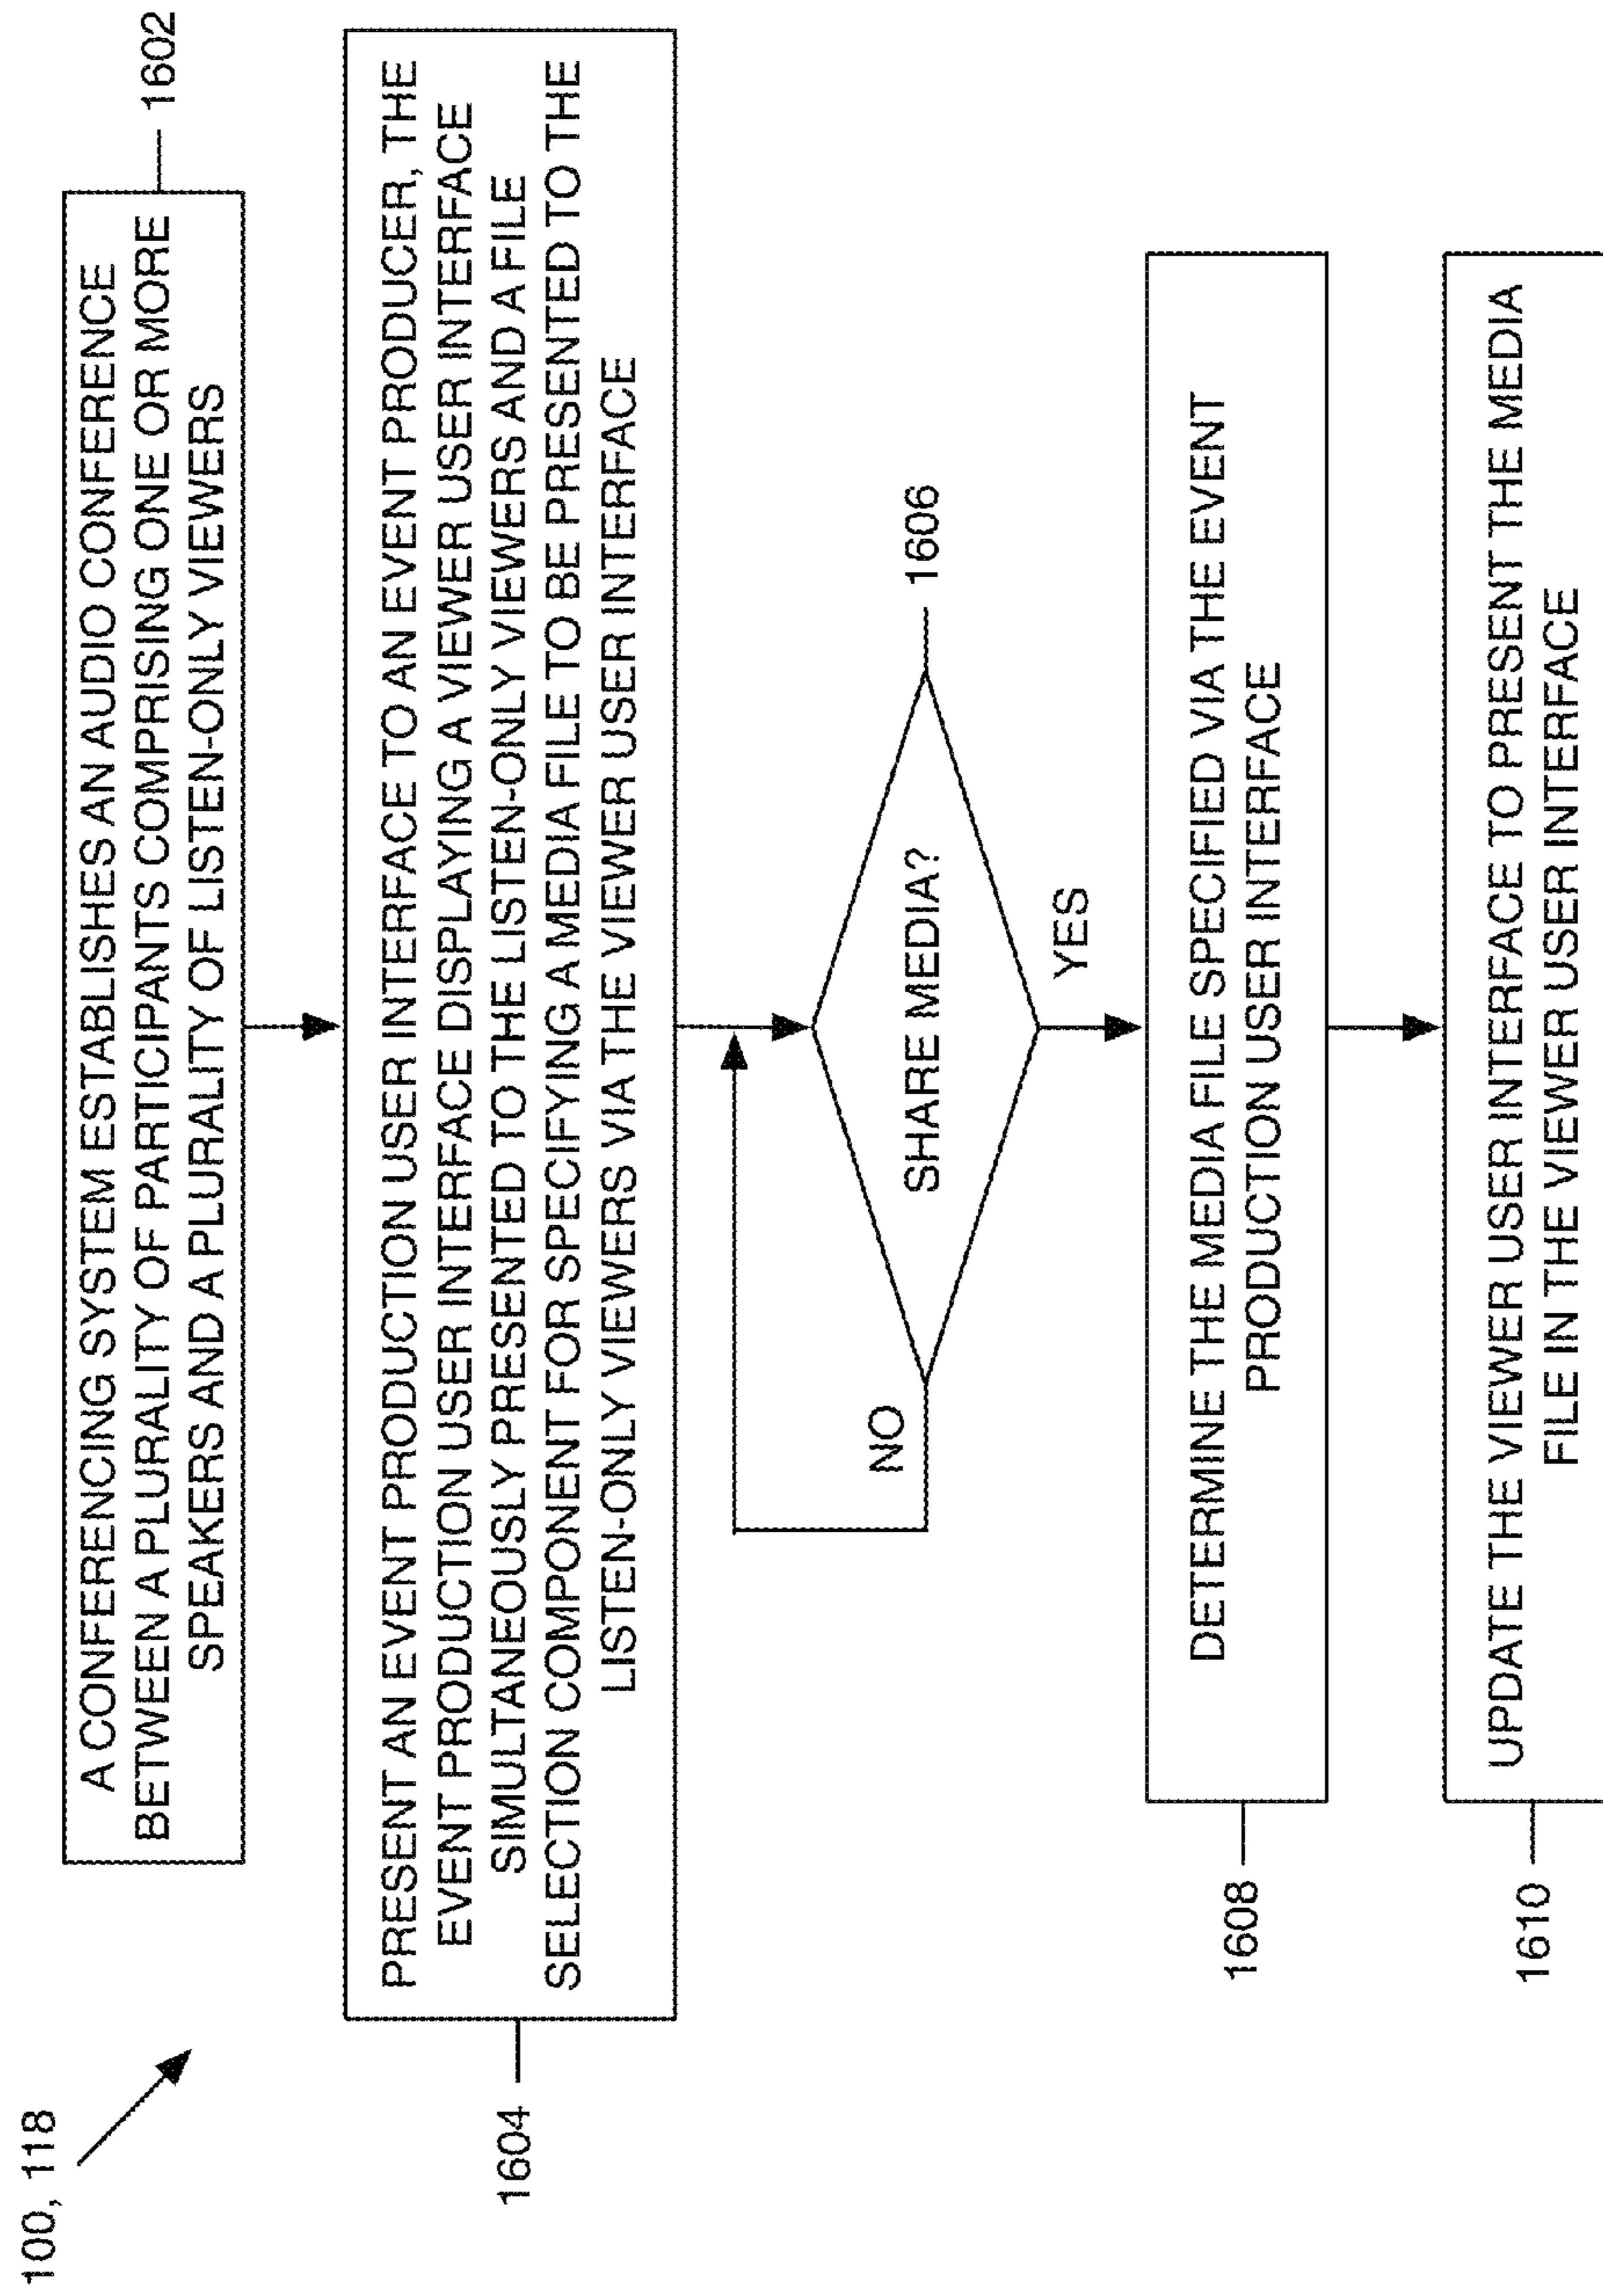 100, 118
A CONFERENCING SYSTEM ESTABLISHES AN AUDIO CONFERENCE
BETWEEN A PLURALITY OF PARTICIPANTS COMPRISING ONE OR MORE
SPEAKERS AND A PLURALITY OF LISTEN-ONLY VIEWERS
1602
PRESENT AN EVENT PRODUCTION USER INTERFACE TO AN EVENT PRODUCER, THE
EVENT PRODUCTION USER INTERFACE DISPLAYING A VIEWER USER INTERFACE
SIMULTANEOUSLY PRESENTED TO THE LISTEN-ONLY VIEWERS AND A FILE
SELECTION COMPONENT FOR SPECIFYING A MEDIA FILE TO BE PRESENTED TO THE
LISTEN-ONLY VIEWERS VIA THE VIEWER USER INTERFACE
1604
SHARE MEDIA?
1606
NO
YES
DETERMINE THE MEDIA FILE SPECIFIED VIA THE EVENT
PRODUCTION USER INTERFACE
1608
UPDATE THE VIEWER USER INTERFACE TO PRESENT THE MEDIA
FILE IN THE VIEWER USER INTERFACE
1610